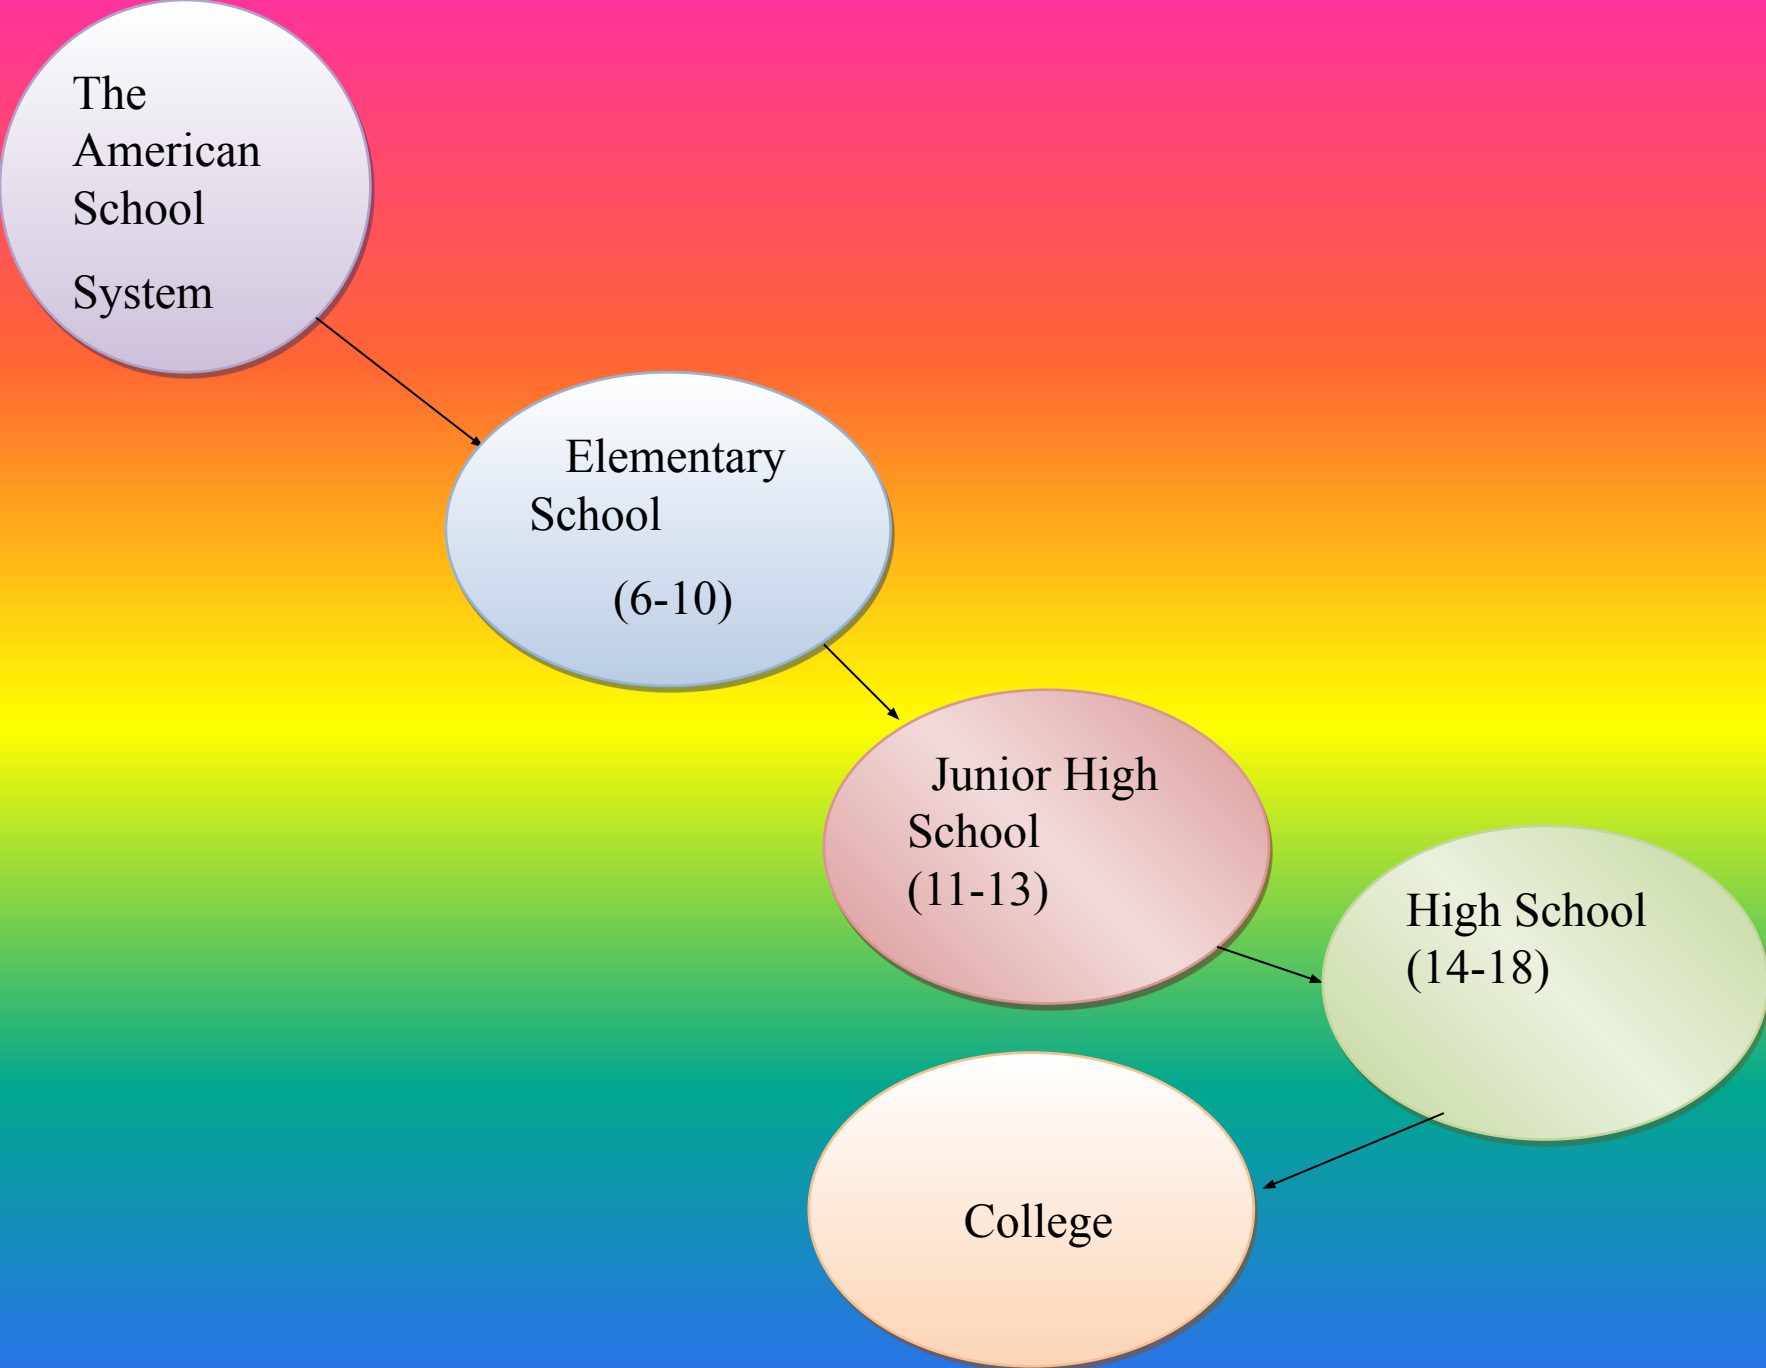 The
American
School
System
Elementary
School
(6-10)
Junior High
School
(11-13)
High School
(14-18)
College